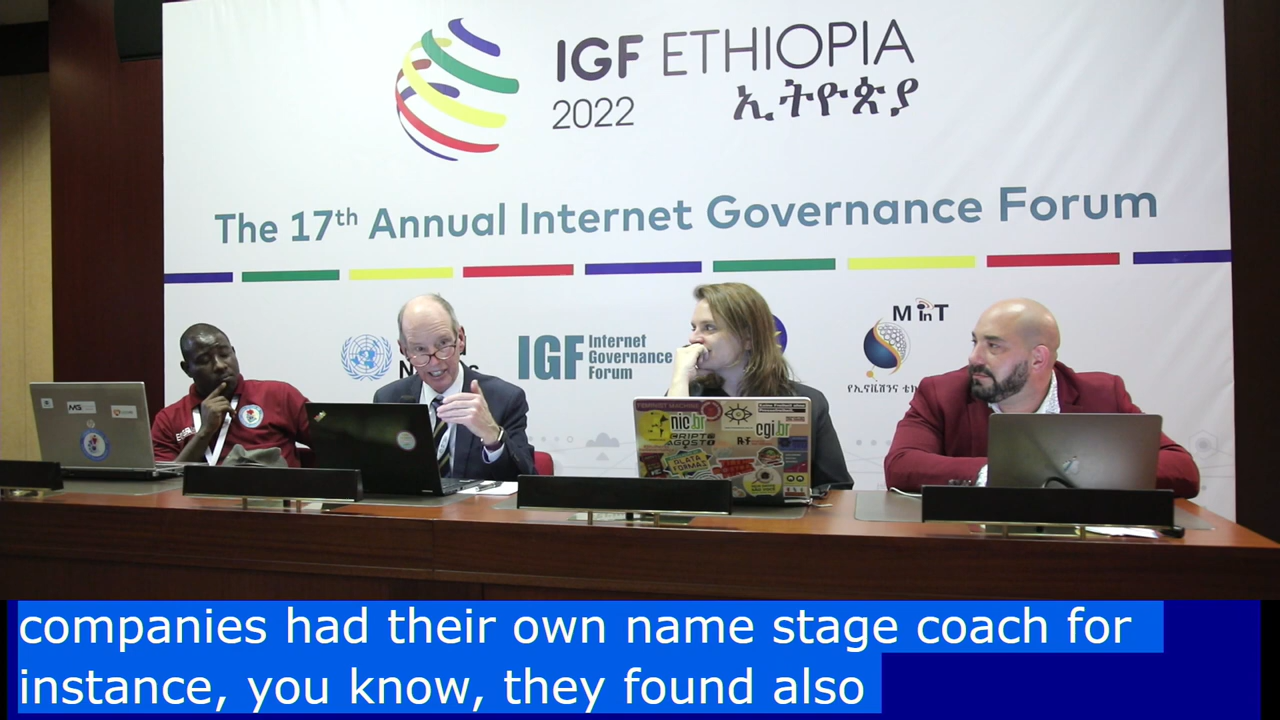 IGF ETHIOPIA
2022 ኢትዮጵያ
The 17th Annual Internet Governance Forum
MinT
IGF Internet
Governance
Forum
nic.br
cgi.br
companies had their own name stage coach for
instance, you know, they found also